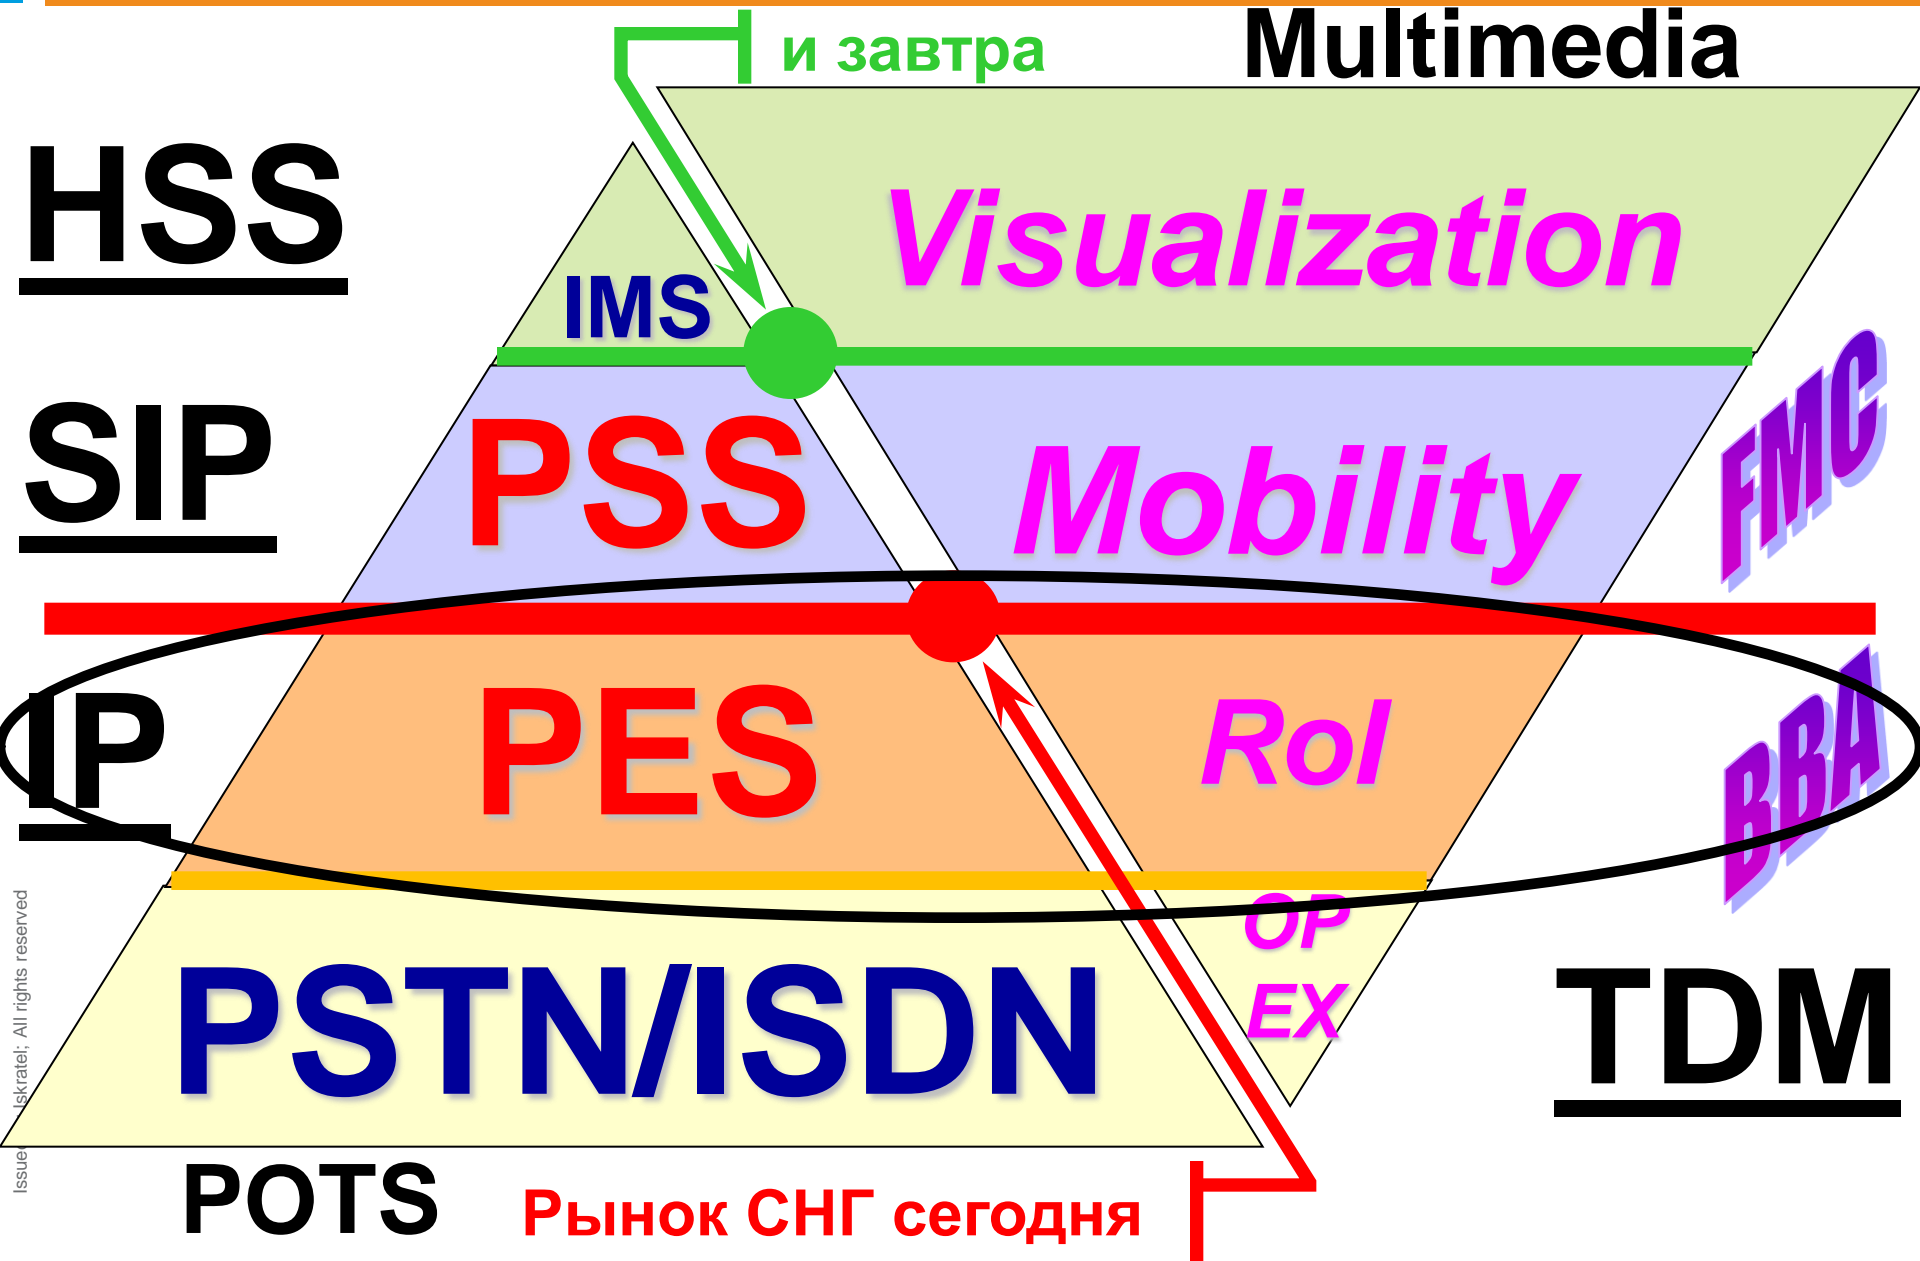 и завтра
Multimedia
HSS
Visualization
IMS
SIP
PSS
Mobility
FMC
IP
PES
RoI
BBA
OP
EX
PSTN/ISDN
TDM
POTS
Рынок СНГ сегодня
Iskratel; All rights reserved